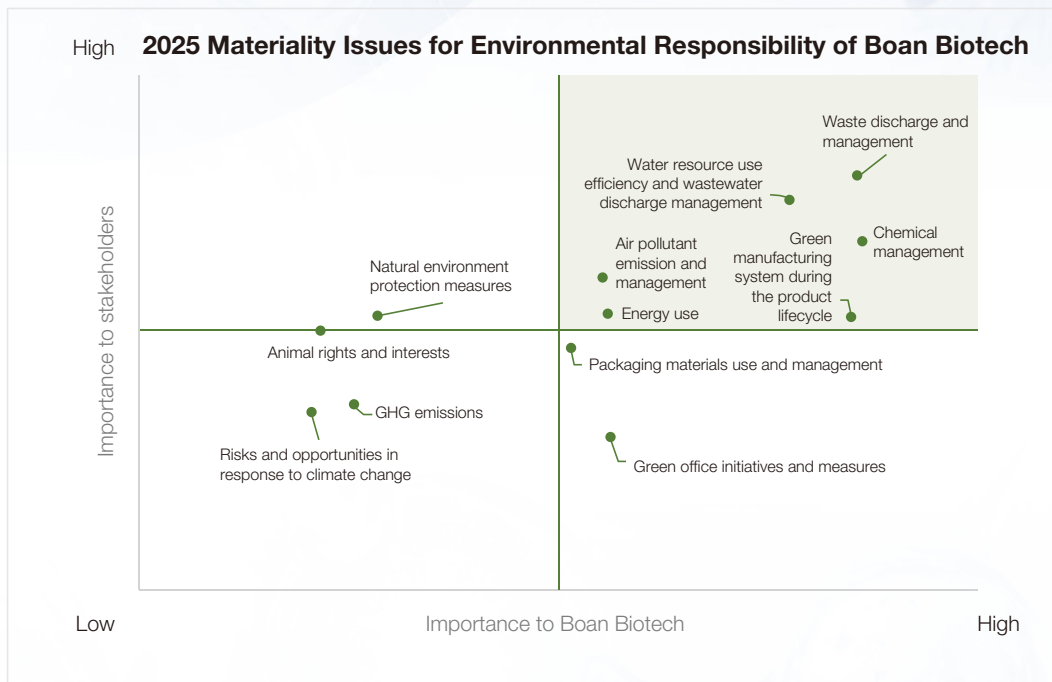 High
2025 Materiality Issues for Environmental Responsibility of Boan Biotech
Waste discharge and
management
Water resource use
efficiency and wastewater
discharge management
Chemical
management
Green
manufacturing
system during
the product
lifecycle
Air pollutant
emission and
management
Energy use
Natural environment
protection measures
Importance to stakeholders
Animal rights and interests
Packaging materials use and management
GHG emissions
Risks and opportunities in
response to climate change
Green office initiatives and measures
Low
Importance to Boan Biotech
High